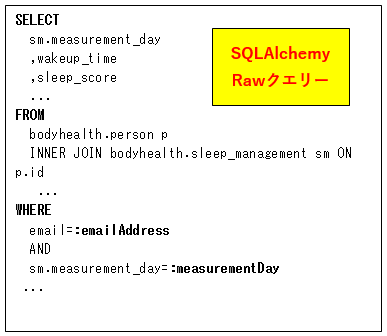 SELECT
sm.measurement_day
,wakeup_time
,sleep_score
...
FROM
bodyhealth.person p
INNER JOIN bodyhealth.sleep_management sm ON
p.id
...
WHERE
email=:emailAddress
AND
sm.measurement_day=:measurementDay
...
SQLAlchemy
Rawクエリー